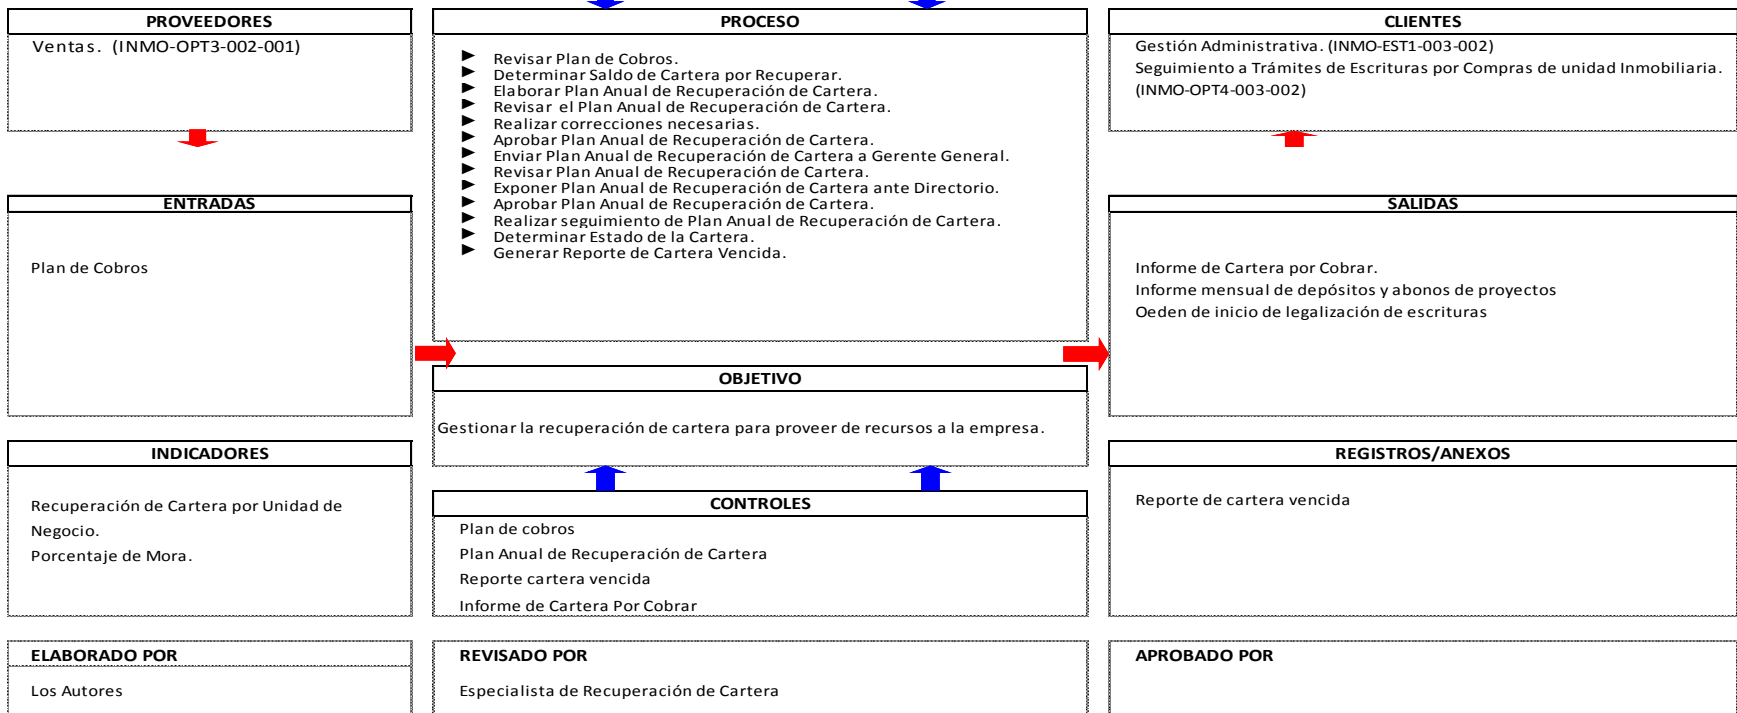 PROVEEDORES
Ventas. (INMO-OPT3-002-001)
PROCESO
Revisar Plan de Cobros.
Determinar Saldo de Cartera por Recuperar.
Elaborar Plan Anual de Recuperación de Cartera.
Revisar el Plan Anual de Recuperación de Cartera.
Realizar correcciones necesarias.
Aprobar Plan Anual de Recuperación de Cartera.
Enviar Plan Anual de Recuperación de Cartera a Gerente General.
Revisar Plan Anual de Recuperación de Cartera.
Exponer Plan Anual de Recuperación de Cartera ante Directorio.
Aprobar Plan Anual de Recuperación de Cartera.
Realizar seguimiento de Plan Anual de Recuperación de Cartera.
Determinar Estado de la Cartera.
Generar Reporte de Cartera Vencida.
CLIENTES
Gestión Administrativa. (INMO-EST1-003-002)
Seguimiento a Trámites de Escrituras por Compras de unidad Inmobiliaria.
(INMO-OPT4-003-002)
ENTRADAS
Plan de Cobros
SALIDAS
Informe de Cartera por Cobrar.
Informe mensual de depósitos y abonos de proyectos
Oeden de inicio de legalización de escrituras
OBJETIVO
Gestionar la recuperación de cartera para proveer de recursos a la empresa.
INDICADORES
Recuperación de Cartera por Unidad de
Negocio.
Porcentaje de Mora.
CONTROLES
Plan de cobros
Plan Anual de Recuperación de Cartera
Reporte cartera vencida
Informe de Cartera Por Cobrar
REGISTROS/ANEXOS
Reporte de cartera vencida
ELABORADO POR
Los Autores
REVISADO POR
Especialista de Recuperación de Cartera
APROBADO POR